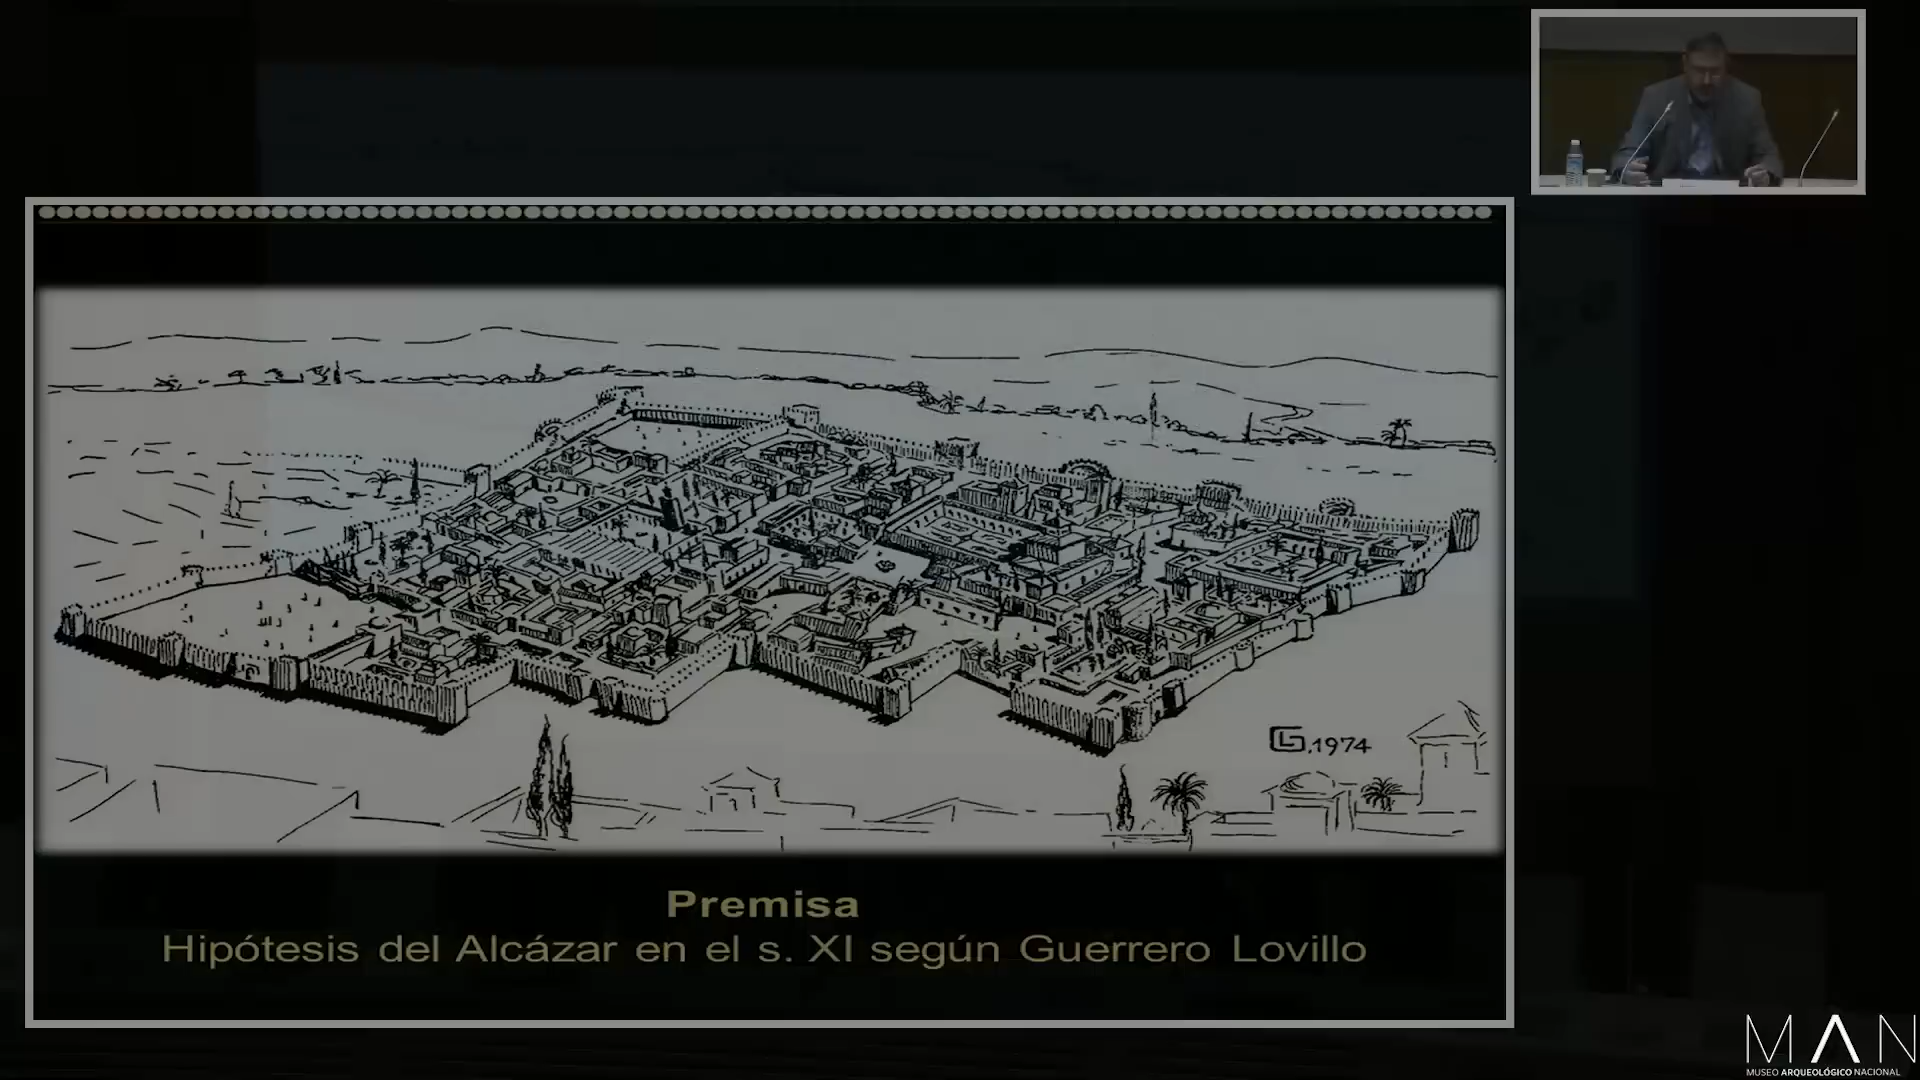 GL.1974
Premisa
Hipótesis del Alcázar en el s. XI según Guerrero Lovillo
MAN
MUSEO ARQUEOLÓGICO NACIONAL